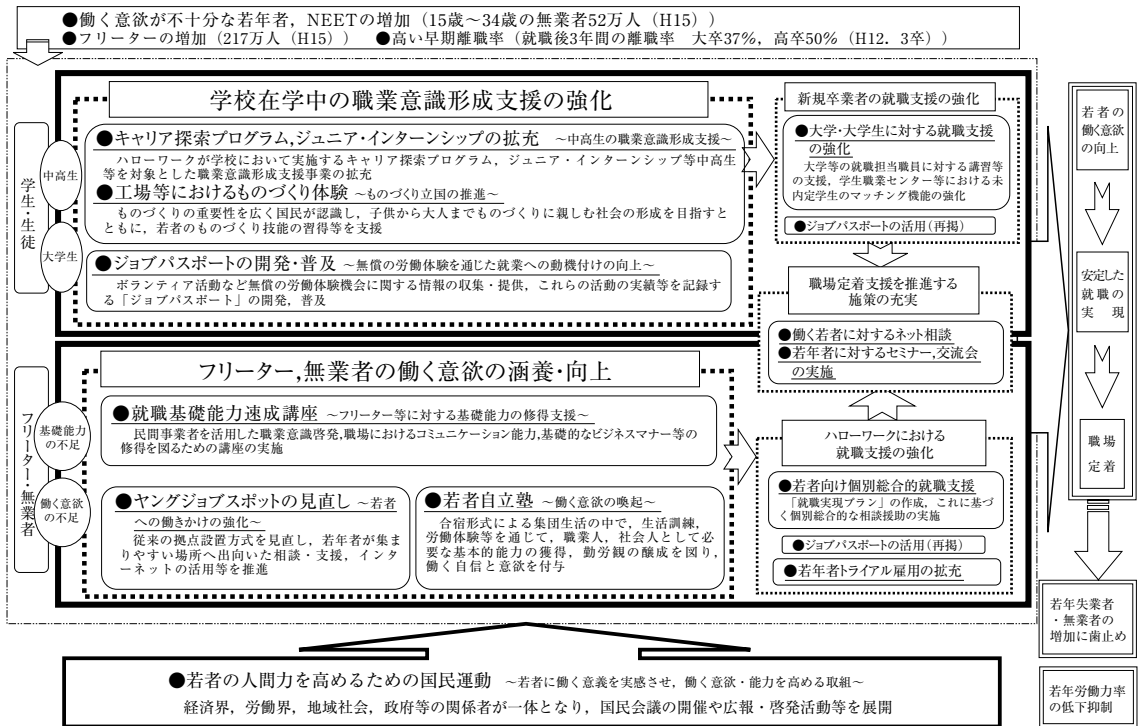 ●働く意欲が不十分な若年者，NEETの増加（15歳～34歳の無業者52万人（H15））
●フリーターの増加（217万人（H15））　●高い早期離職率（就職後3年間の離職率　大卒37%，高卒50%（H12．3卒））
学生・生徒
中高生
大学生
学校在学中の職業意識形成支援の強化
●キャリア探索プログラム,ジュニア・インターンシップの拡充　～中高生の職業意識形成支援～
ハローワークが学校において実施するキャリア探索プログラム，ジュニア・インターンシップ等中高生
等を対象とした職業意識形成支援事業の拡充
●工場等におけるものづくり体験　～ものづくり立国の推進～
ものづくりの重要性を広く国民が認識し，子供から大人までものづくりに親しむ社会の形成を目指すと
ともに，若者のものづくり技能の習得等を支援
●ジョブパスポートの開発・普及　～無償の労働体験を通じた就業への動機付けの向上～
ボランティア活動など無償の労働体験機会に関する情報の収集・提供，これらの活動の実績等を記録す
る「ジョブパスポート」の開発，普及
新規卒業者の就職支援の強化
●大学・大学生に対する就職支援
の強化
大学等の就職担当職員に対する講習等
の支援，学生職業センター等における未
内定学生のマッチング機能の強化
●ジョブパスポートの活用（再掲）
職場定着支援を推進する
施策の充実
●働く若者に対するネット相談
●若年者に対するセミナー,交流会
の実施
フリーター・無業者
基礎能力
の不足
働く意欲
の不足
フリーター,無業者の働く意欲の涵養・向上
●就職基礎能力速成講座　～フリーター等に対する基礎能力の修得支援～
民間事業者を活用した職業意識啓発,職場におけるコミュニケーション能力,基礎的なビジネスマナー等の
修得を図るための講座の実施
●ヤングジョブスポットの見直し　～若者
への働きかけの強化～
従来の拠点設置方式を見直し，若年者が集ま
りやすい場所へ出向いた相談・支援，インタ
ーネットの活用等を推進
●若者自立塾　～働く意欲の喚起～
合宿形式による集団生活の中で，生活訓練，
労働体験等を通じて，職業人，社会人として必
要な基本的能力の獲得，勤労観の醸成を図り，
働く自信と意欲を付与
ハローワークにおける
就職支援の強化
●若者向け個別総合的就職支援
「就職実現プラン」の作成，これに基づ
く個別総合的な相談援助の実施
●ジョブパスポートの活用（再掲）
●若年者トライアル雇用の拡充
若者の
働く意欲
の向上
安定した
就職の
実現
職場
定着
若年失業者
・無業者の
増加に歯止め
若年労働力率
の低下抑制
●若者の人間力を高めるための国民運動　～若者に働く意義を実感させ，働く意欲・能力を高める取組～
経済界，労働界，地域社会，政府等の関係者が一体となり，国民会議の開催や広報・啓発活動等を展開